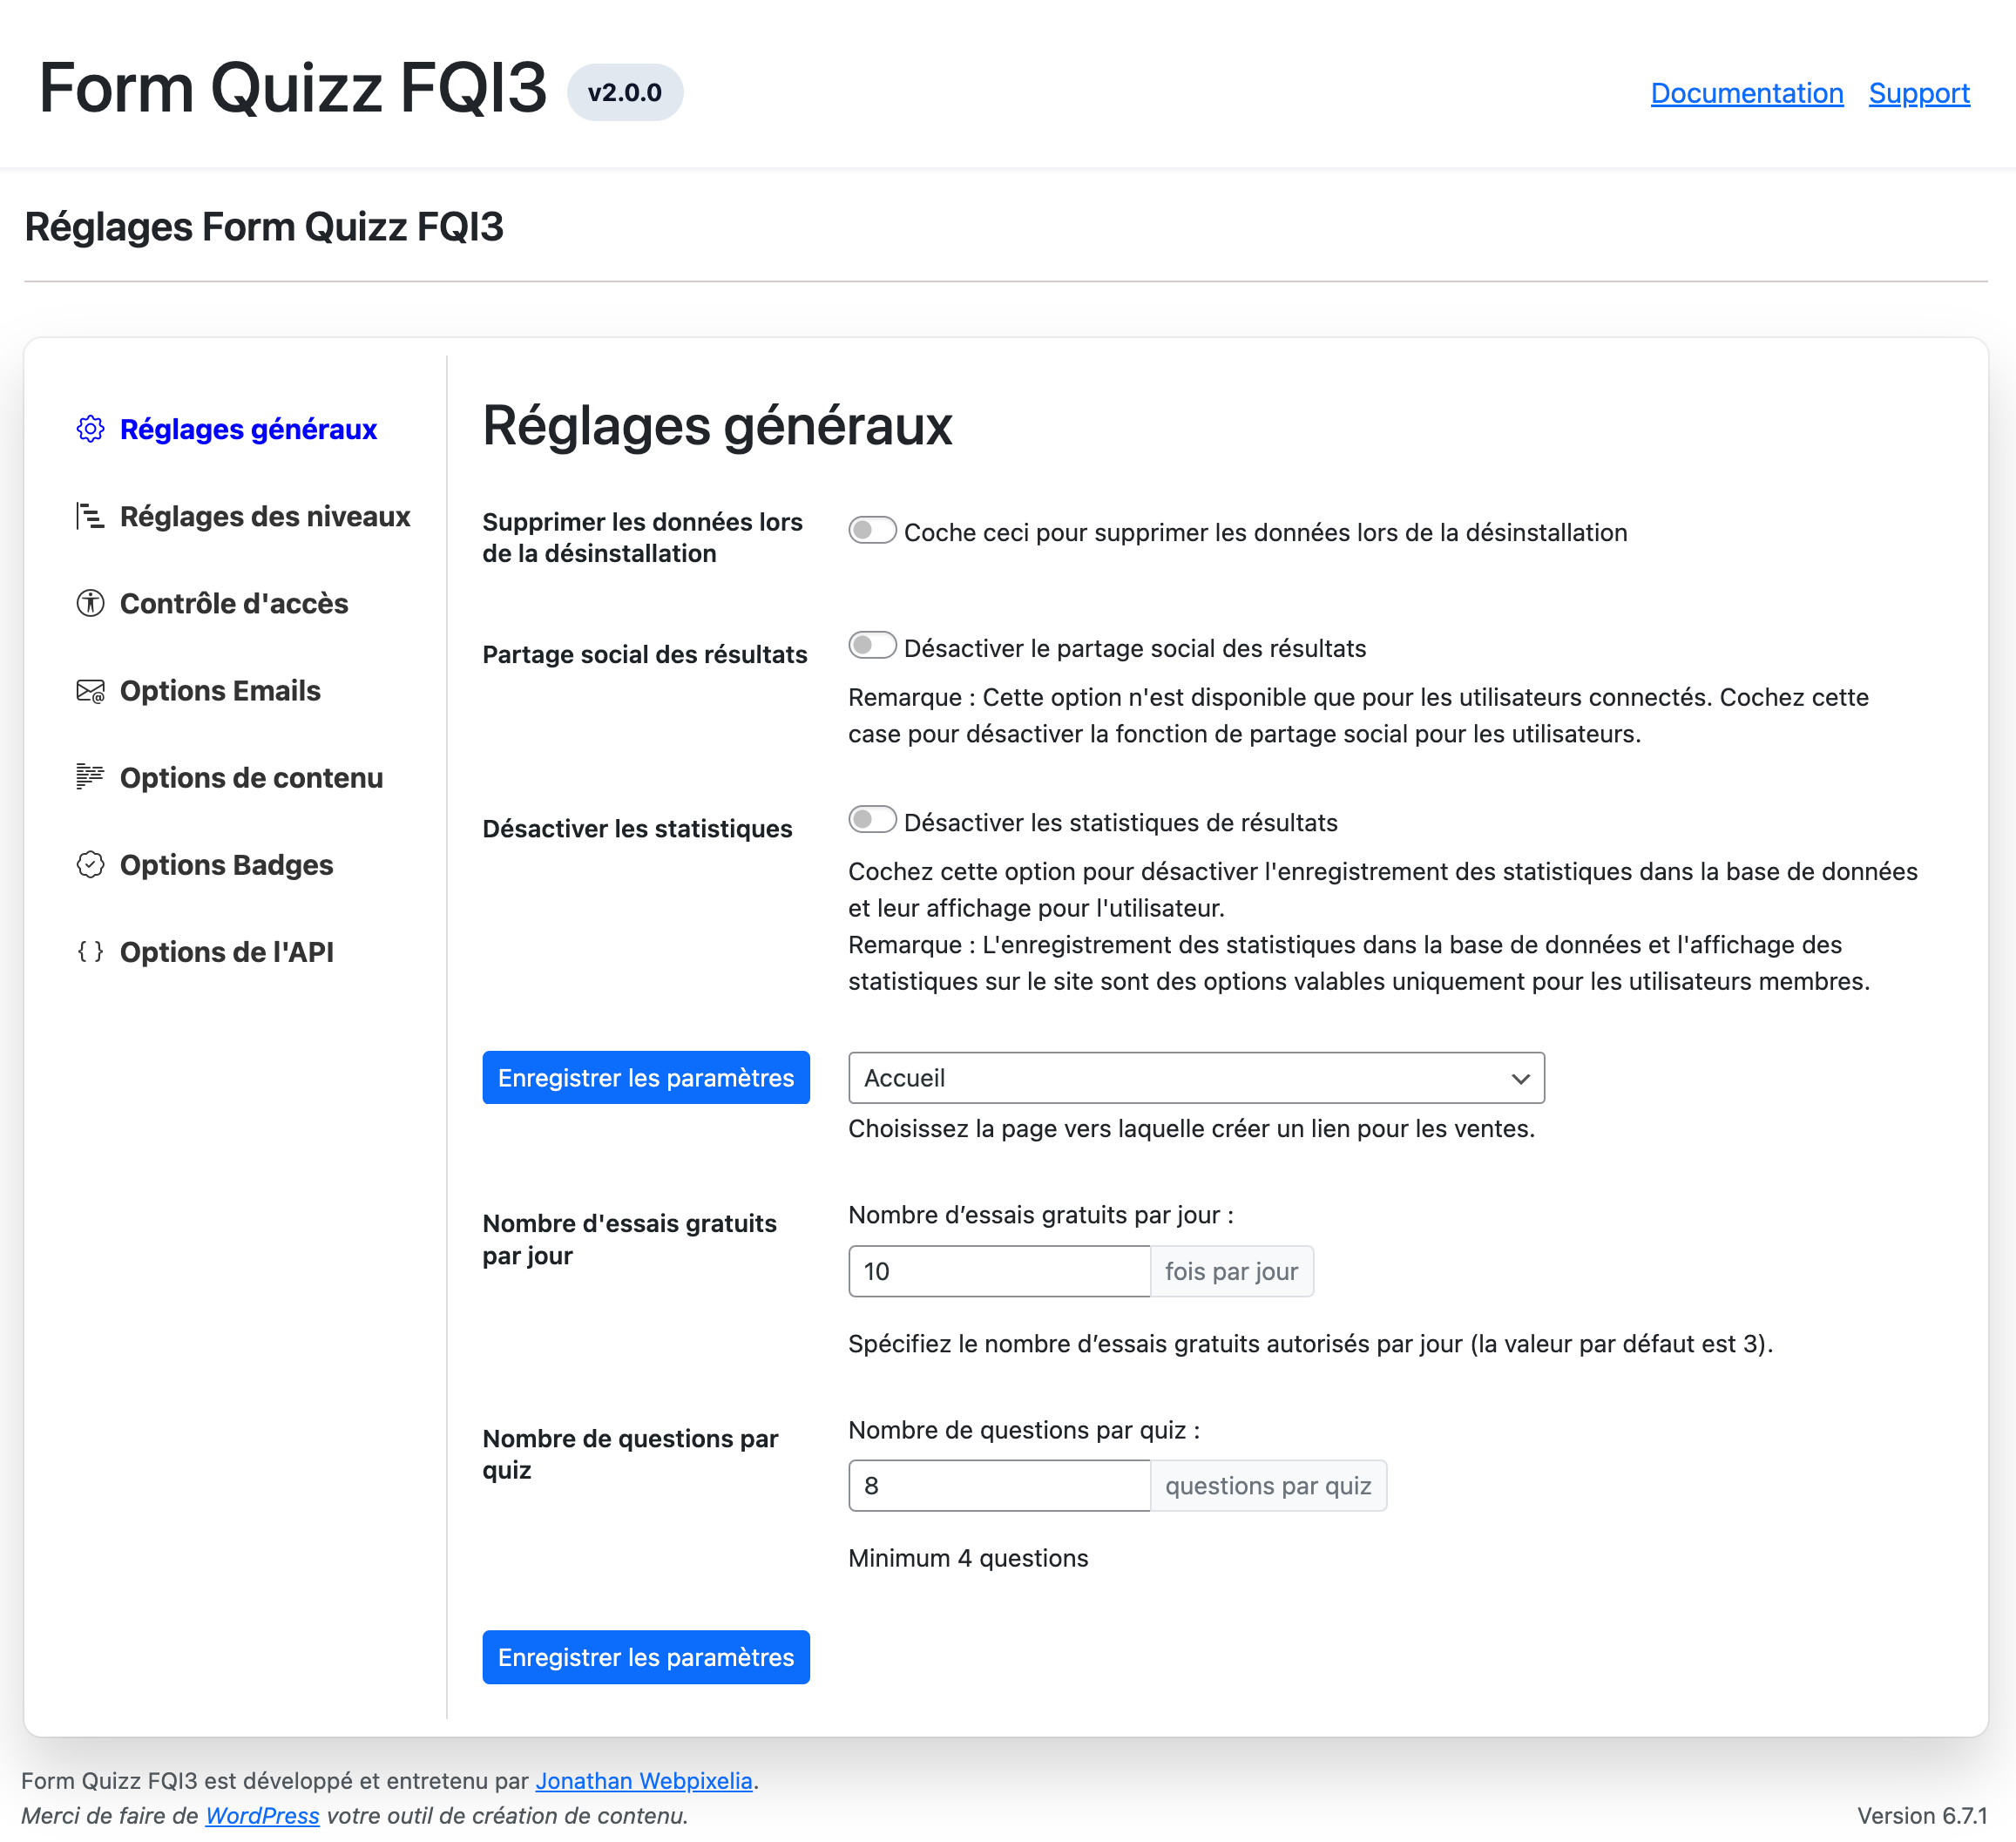 Form Quizz FQI3 v2.0.0
Documentation Support
Réglages Form Quizz FQI3
Réglages généraux
Réglages des niveaux
Contrôle d'accès
Options Emails
Options de contenu
Options Badges
{ } Options de l'API
Réglages généraux
Supprimer les données lors
de la désinstallation
Coche ceci pour supprimer les données lors de la désinstallation
Partage social des résultats
Désactiver le partage social des résultats
Remarque : Cette option n'est disponible que pour les utilisateurs connectés. Cochez cette
case pour désactiver la fonction de partage social pour les utilisateurs.
Désactiver les statistiques
Désactiver les statistiques de résultats
Cochez cette option pour désactiver l'enregistrement des statistiques dans la base de données
et leur affichage pour l'utilisateur.
Remarque : L'enregistrement des statistiques dans la base de données et l'affichage des
statistiques sur le site sont des options valables uniquement pour les utilisateurs membres.
Enregistrer les paramètres
Accueil
Choisissez la page vers laquelle créer un lien pour les ventes.
Nombre d'essais gratuits
par jour
Nombre d’essais gratuits par jour :
10 fois par jour
Spécifiez le nombre d’essais gratuits autorisés par jour (la valeur par défaut est 3).
Nombre de questions par
quiz
Nombre de questions par quiz :
8 questions par quiz
Minimum 4 questions
Enregistrer les paramètres
Form Quizz FQI3 est développé et entretenu par Jonathan Webpixelia.
Merci de faire de WordPress votre outil de création de contenu.
Version 6.7.1